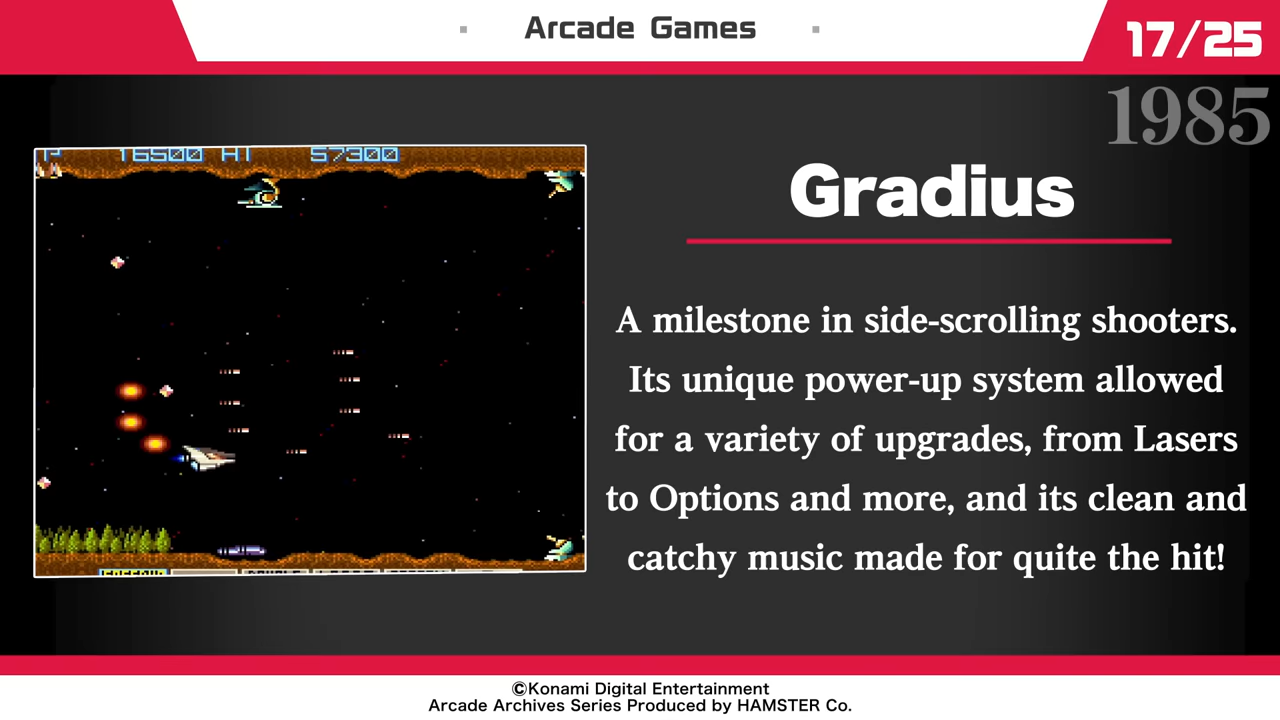 Arcade Games
17/25
1985
16500 HI 57300
Gradius
A milestone in side-scrolling shooters.
Its unique power-up system allowed
for a variety of upgrades, from Lasers
to Options and more, and its clean and
catchy music made for quite the hit!
©Konami Digital Entertainment
Arcade Archives Series Produced by HAMSTER Co.